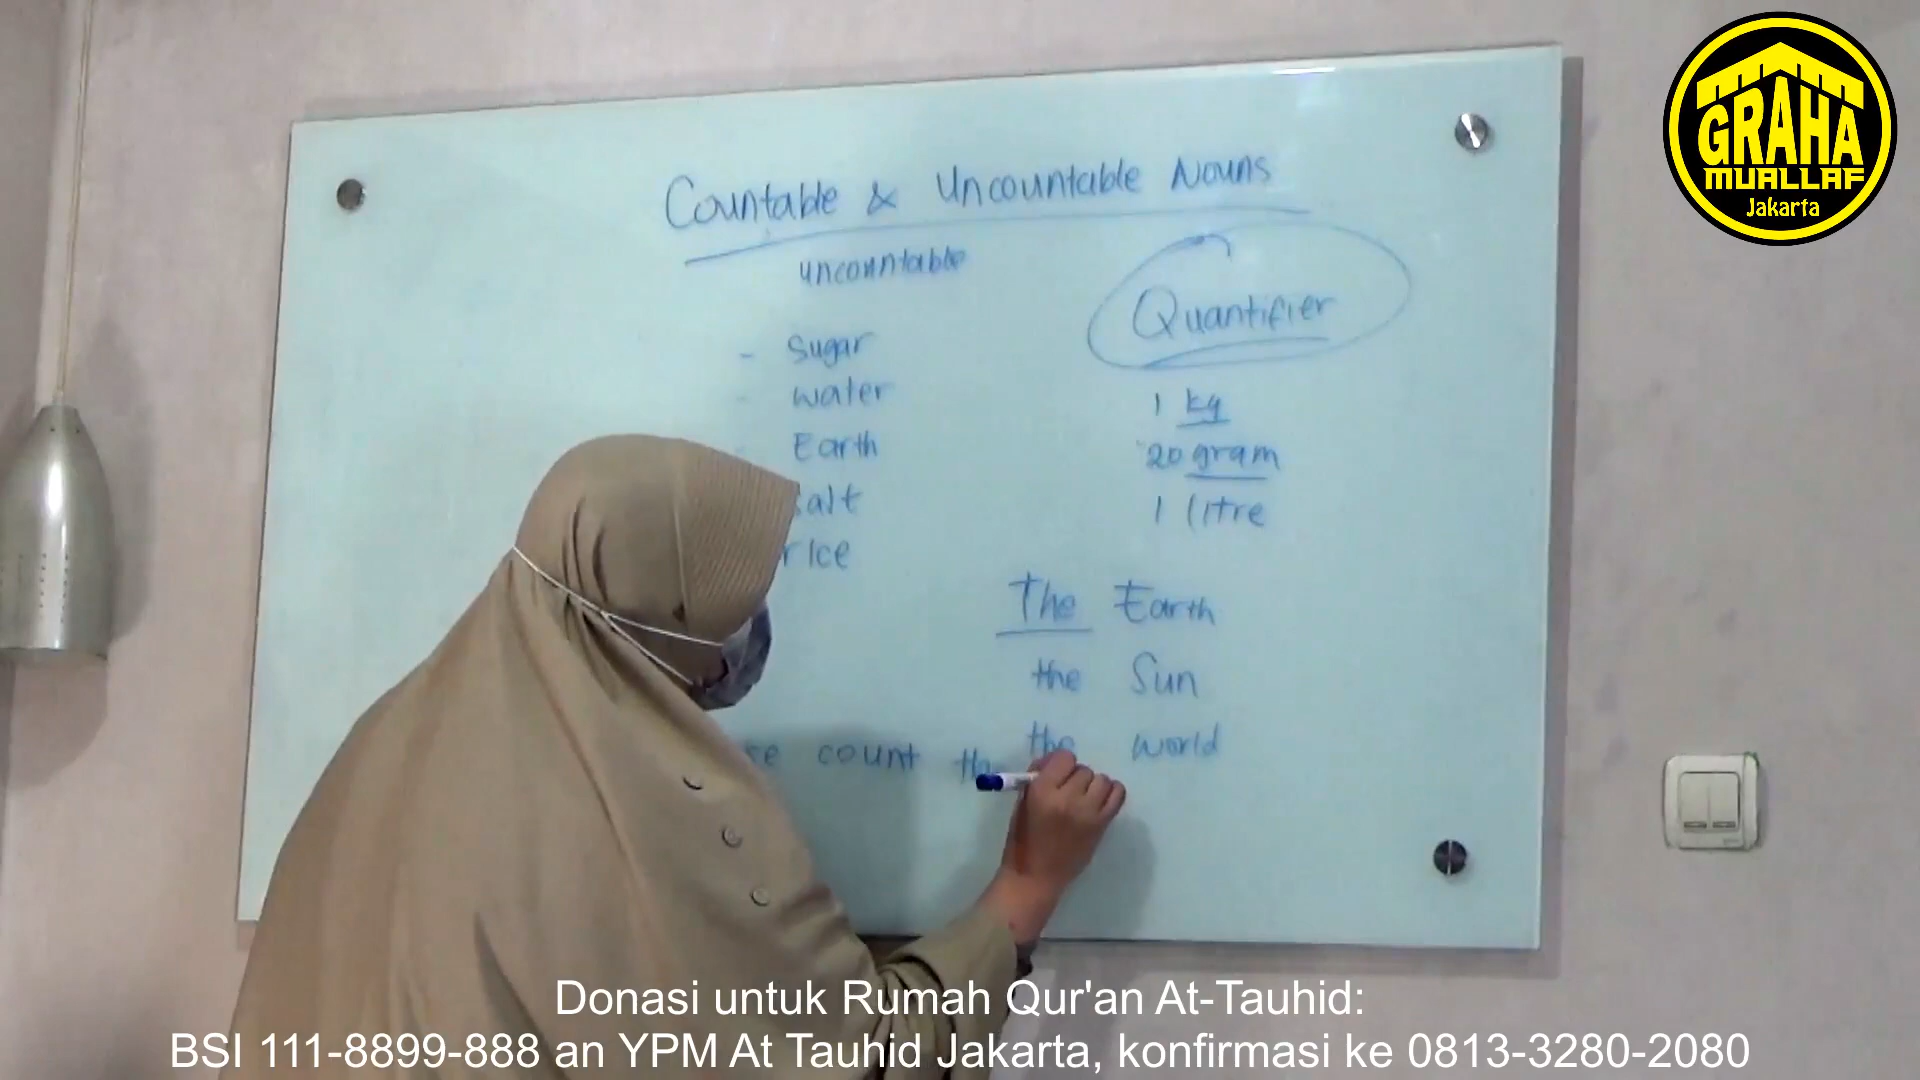 Countable & Uncountable Nouns
uncountable
- Sugar
- water
- Earth
salt
rice
Quantifier
1 kg
20 gram
1 litre
The Earth
the Sun
the world
count
GRAHA
MUALLAF
Jakarta
Donasi untuk Rumah Qur'an At-Tauhid:
BSI 111-8899-888 an YPM At Tauhid Jakarta, konfirmasi ke 0813-3280-2080